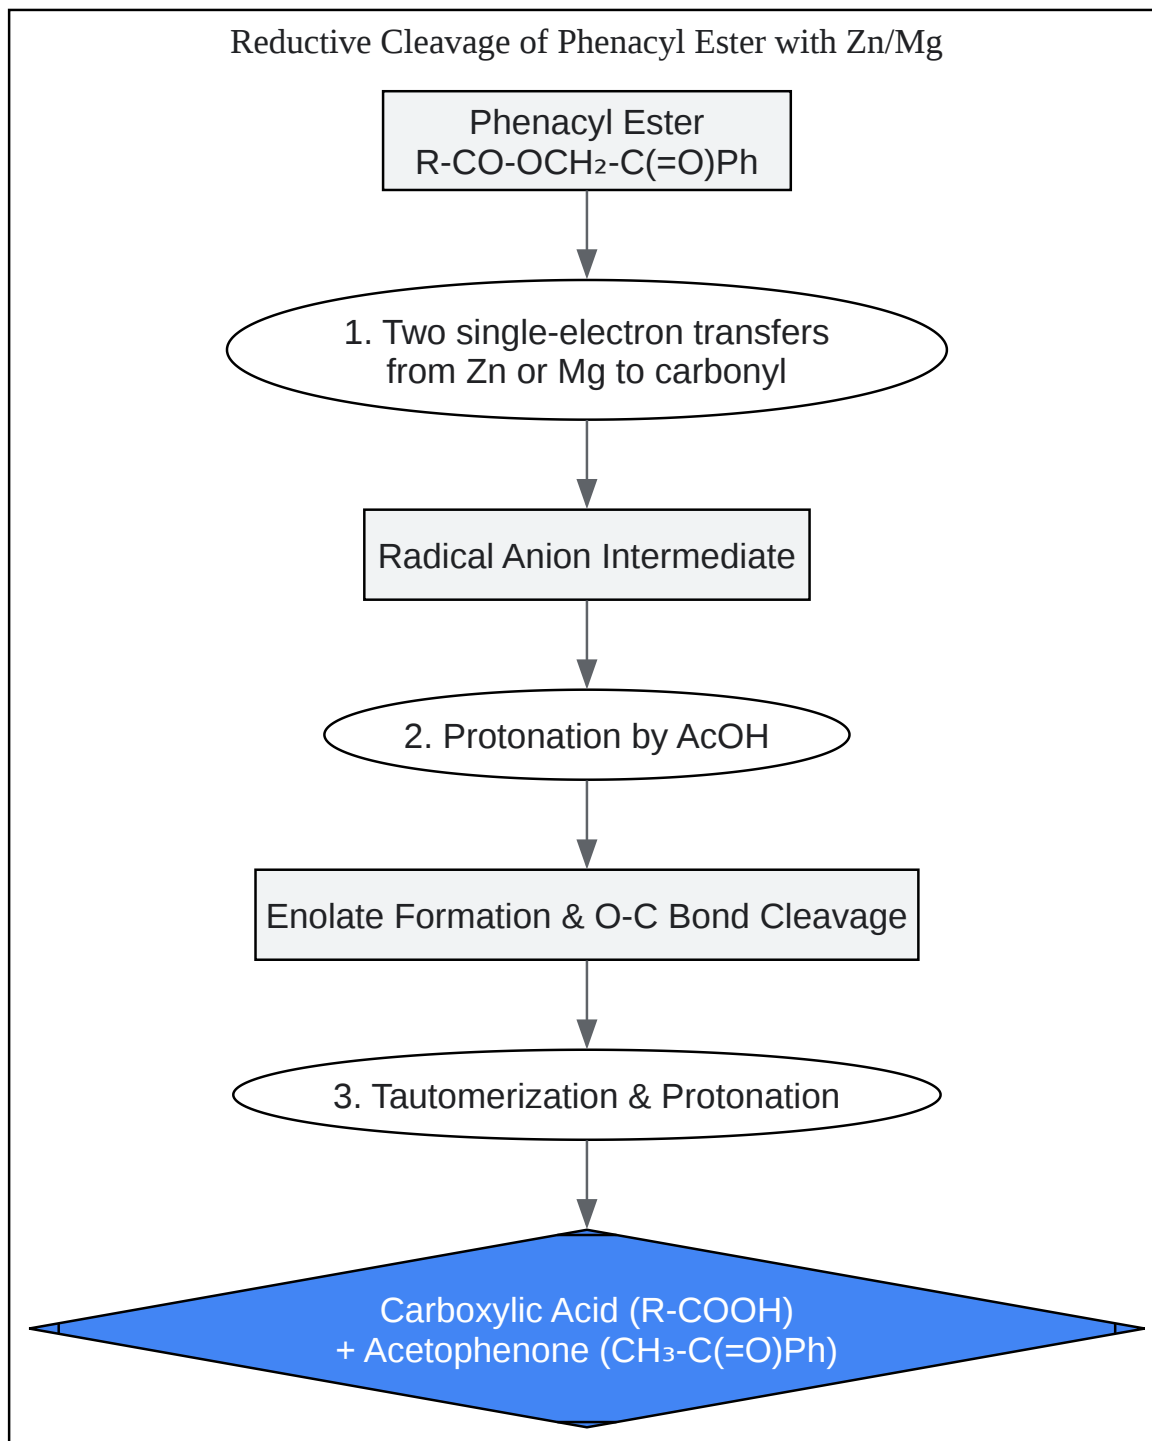 Reductive Cleavage of Phenacyl Ester with Zn/Mg
Phenacyl Ester
R-CO-OCH₂-C(=O)Ph
1. Two single-electron transfers
from Zn or Mg to carbonyl
Radical Anion Intermediate
2. Protonation by AcOH
Enolate Formation & O-C Bond Cleavage
3. Tautomerization & Protonation
Carboxylic Acid (R-COOH)
+ Acetophenone (CH₃-C(=O)Ph)